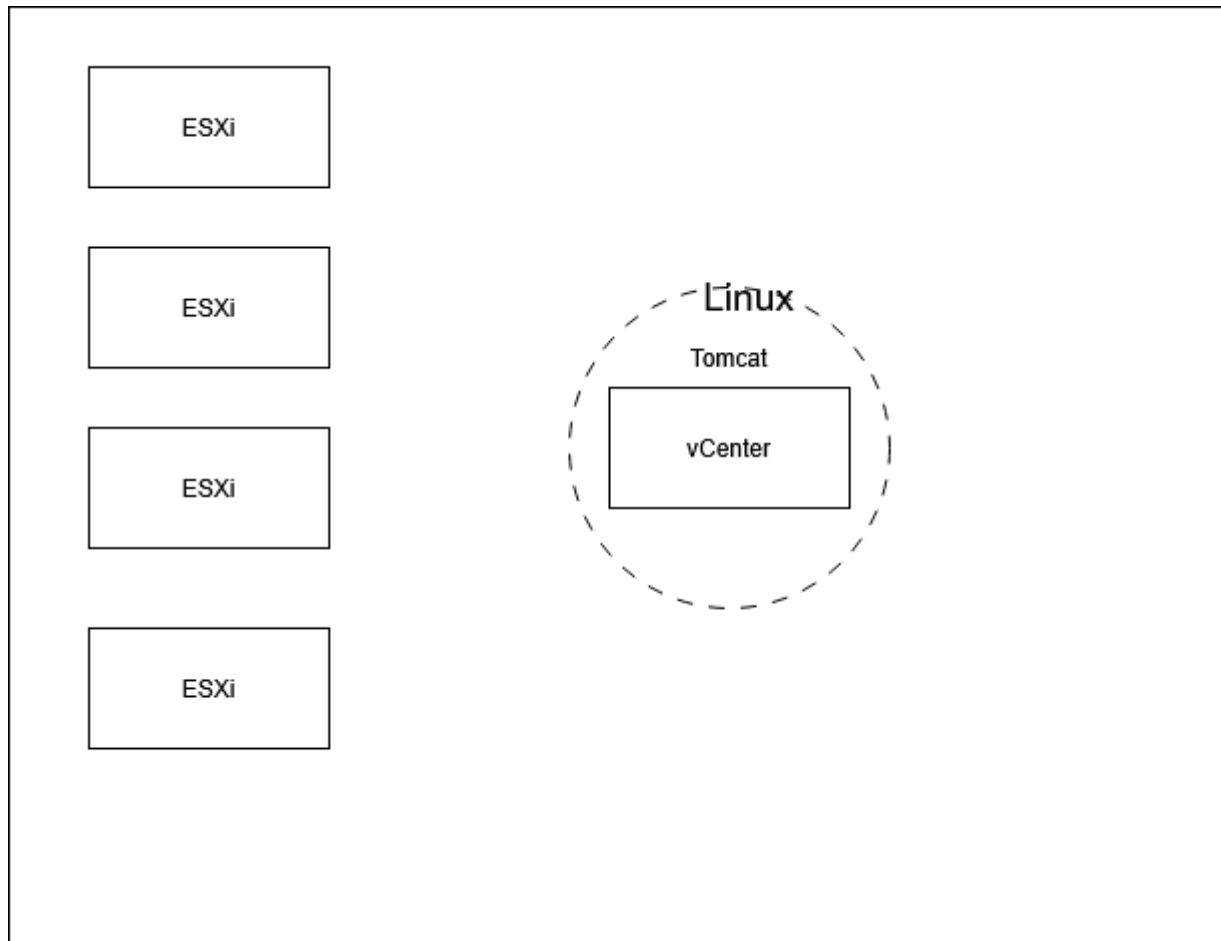 ESXi
ESXi
ESXi
ESXi
Linux
Tomcat
vCenter